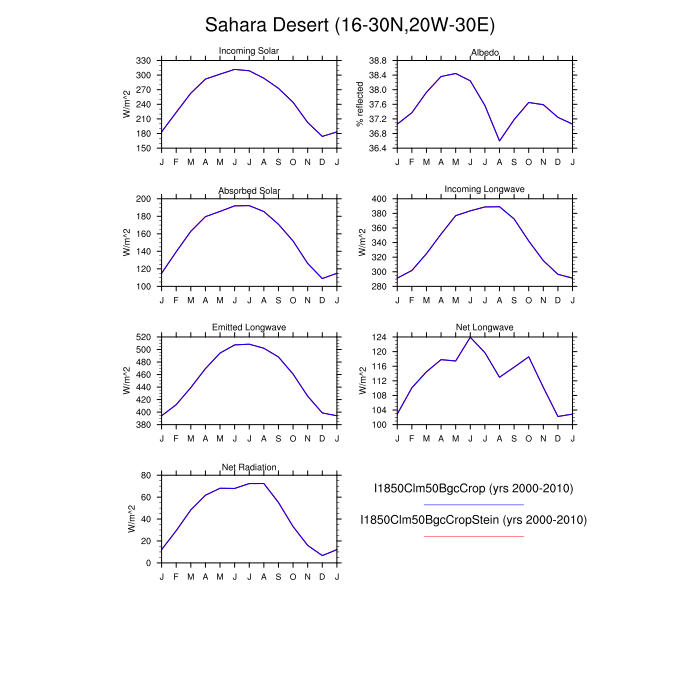 Sahara Desert (16-30N,20W-30E)
Incoming Solar
W/m^2
330
300
270
240
210
180
150
J F M A M J J A S O N D J
Albedo
% reflected
38.8
38.4
38.0
37.6
37.2
36.8
36.4
J F M A M J J A S O N D J
Absorbed Solar
W/m^2
200
180
160
140
120
100
J F M A M J J A S O N D J
Incoming Longwave
W/m^2
400
380
360
340
320
300
280
J F M A M J J A S O N D J
Emitted Longwave
W/m^2
520
500
480
460
440
420
400
380
J F M A M J J A S O N D J
Net Longwave
W/m^2
124
120
116
112
108
104
100
J F M A M J J A S O N D J
Net Radiation
W/m^2
80
60
40
20
0
J F M A M J J A S O N D J
I1850Clm50BgcCrop (yrs 2000-2010)
I1850Clm50BgcCropStein (yrs 2000-2010)